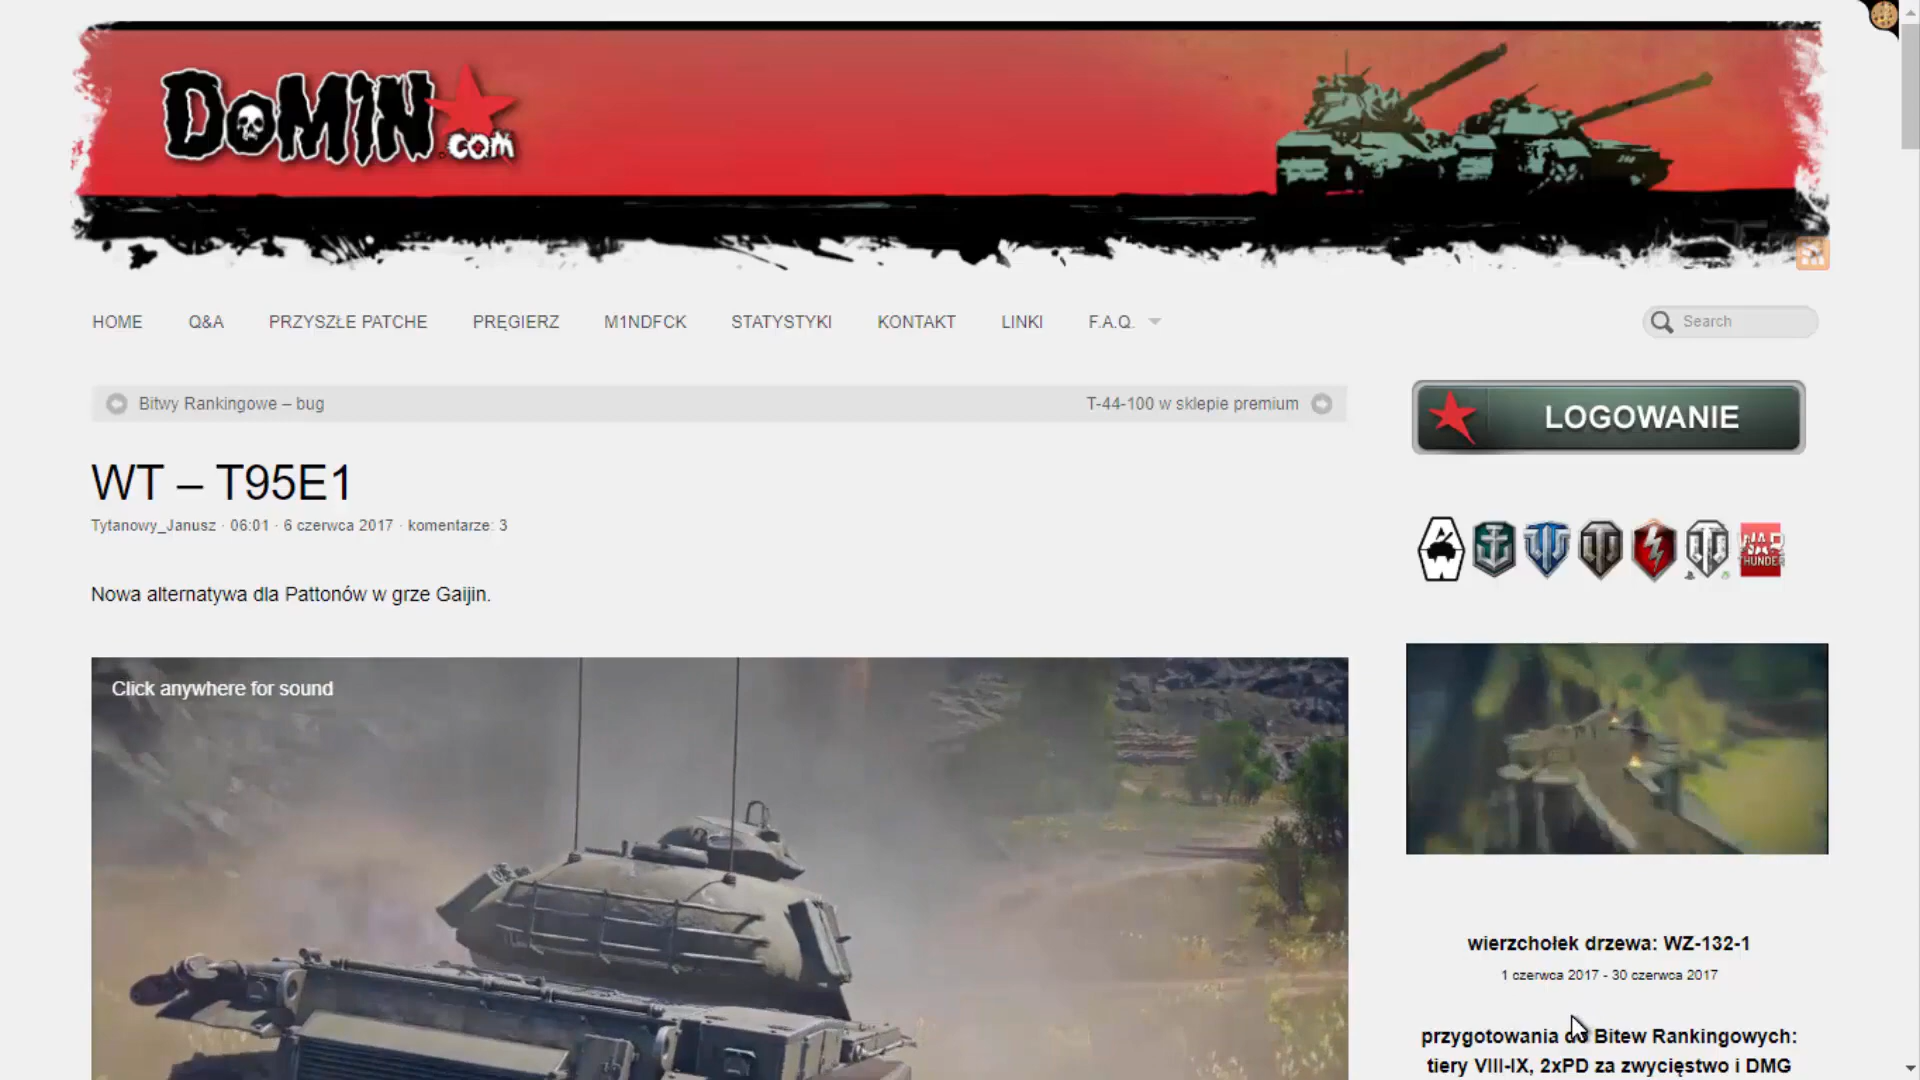 DoM1N.com
HOME Q&A PRZYSZŁE PATCHE PRĘGIERZ M1NDFCK STATYSTYKI KONTAKT LINKI F.A.Q. Search
Bitwy Rankingowe – bug T-44-100 w sklepie premium
LOGOWANIE
WT – T95E1
Tytanowy_Janusz · 06:01 · 6 czerwca 2017 · komentarze: 3
WAR THUNDER
Nowa alternatywa dla Pattonów w grze Gaijin.
Click anywhere for sound
wierzchołek drzewa: WZ-132-1
1 czerwca 2017 - 30 czerwca 2017
przygotowania do Bitew Rankingowych:
tiery VIII-IX, 2xPD za zwycięstwo i DMG